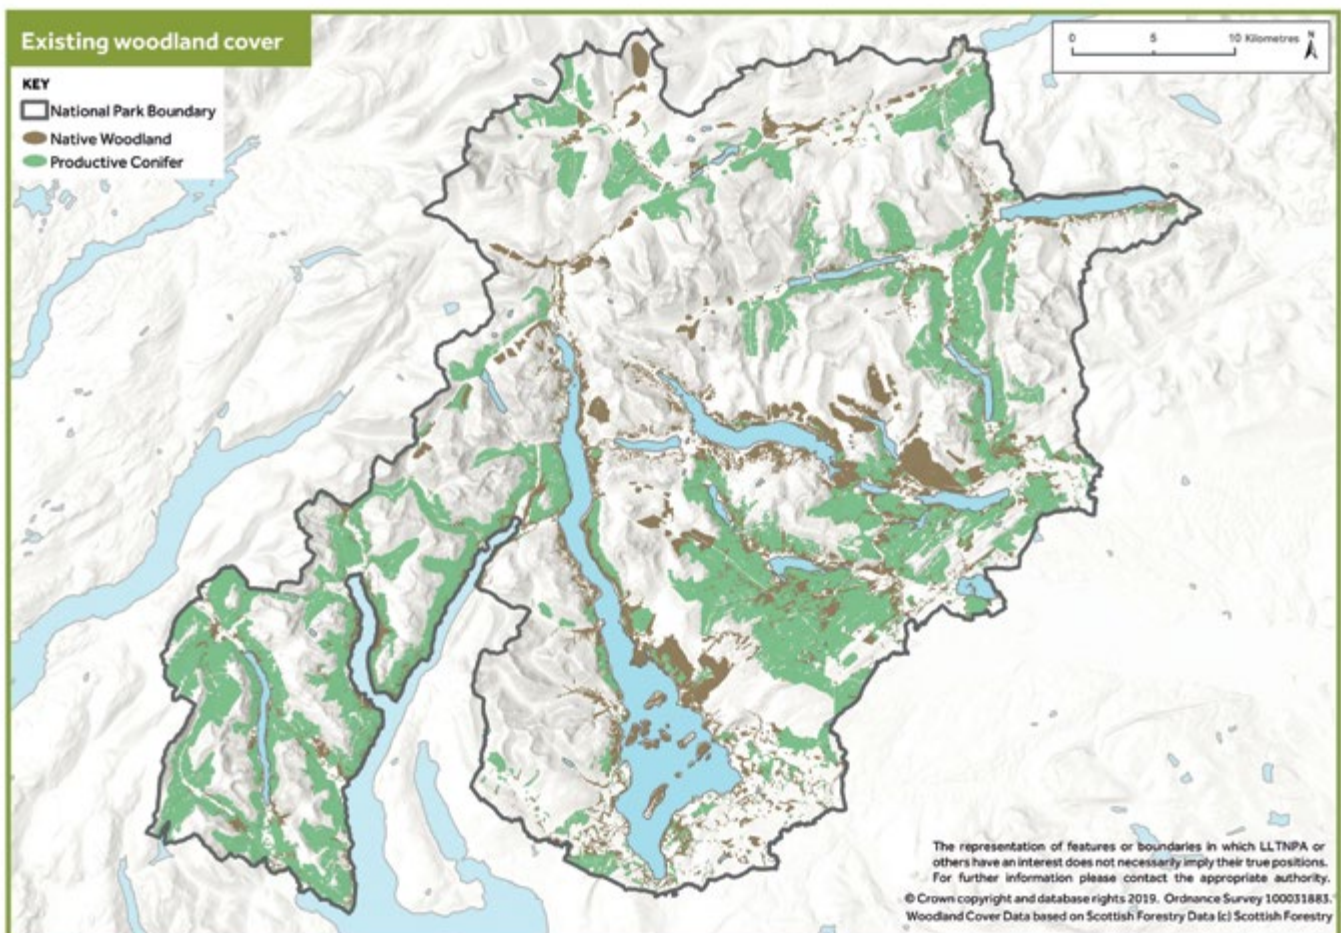 Existing woodland cover
KEY
National Park Boundary
Native Woodland
Productive Conifer
0 5 10 Kilometres N
The representation of features or boundaries in which LLTNPA or
others have an interest does not necessarily imply their true positions.
For further information please contact the appropriate authority.
© Crown copyright and database rights 2019. Ordnance Survey 100031883.
Woodland Cover Data based on Scottish Forestry Data (c) Scottish Forestry